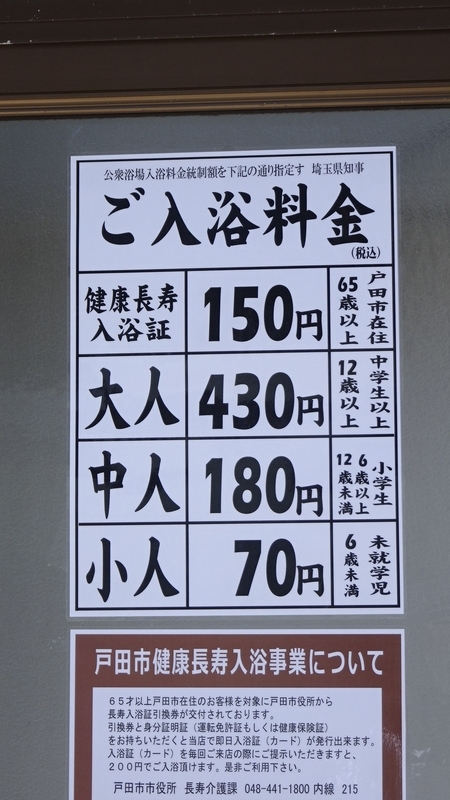 公衆浴場入浴料金統制額を下記の通り指定す 埼玉県知事
ご入浴料金
(税込)
健康長寿
入浴証
150円
戸田市在住
65歳以上
大人
430円
中学生以上
12歳以上
中人
180円
小学生
6歳以上
12歳未満
小人
70円
未就学児
6歳未満
戸田市健康長寿入浴事業について
65才以上戸田市在住のお客様を対象に戸田市役所から
長寿入浴証引換券が交付されております。
引換券と身分証明証（運転免許証もしくは健康保険証）
をお持ちいただくと当店で即日入浴証（カード）が発行出来ます。
入浴証（カード）を毎回ご来店の際にご提示いただきますと、
200円でご入浴頂けます。是非ご利用下さい。
戸田市市役所 長寿介護課 048-441-1800 内線 215